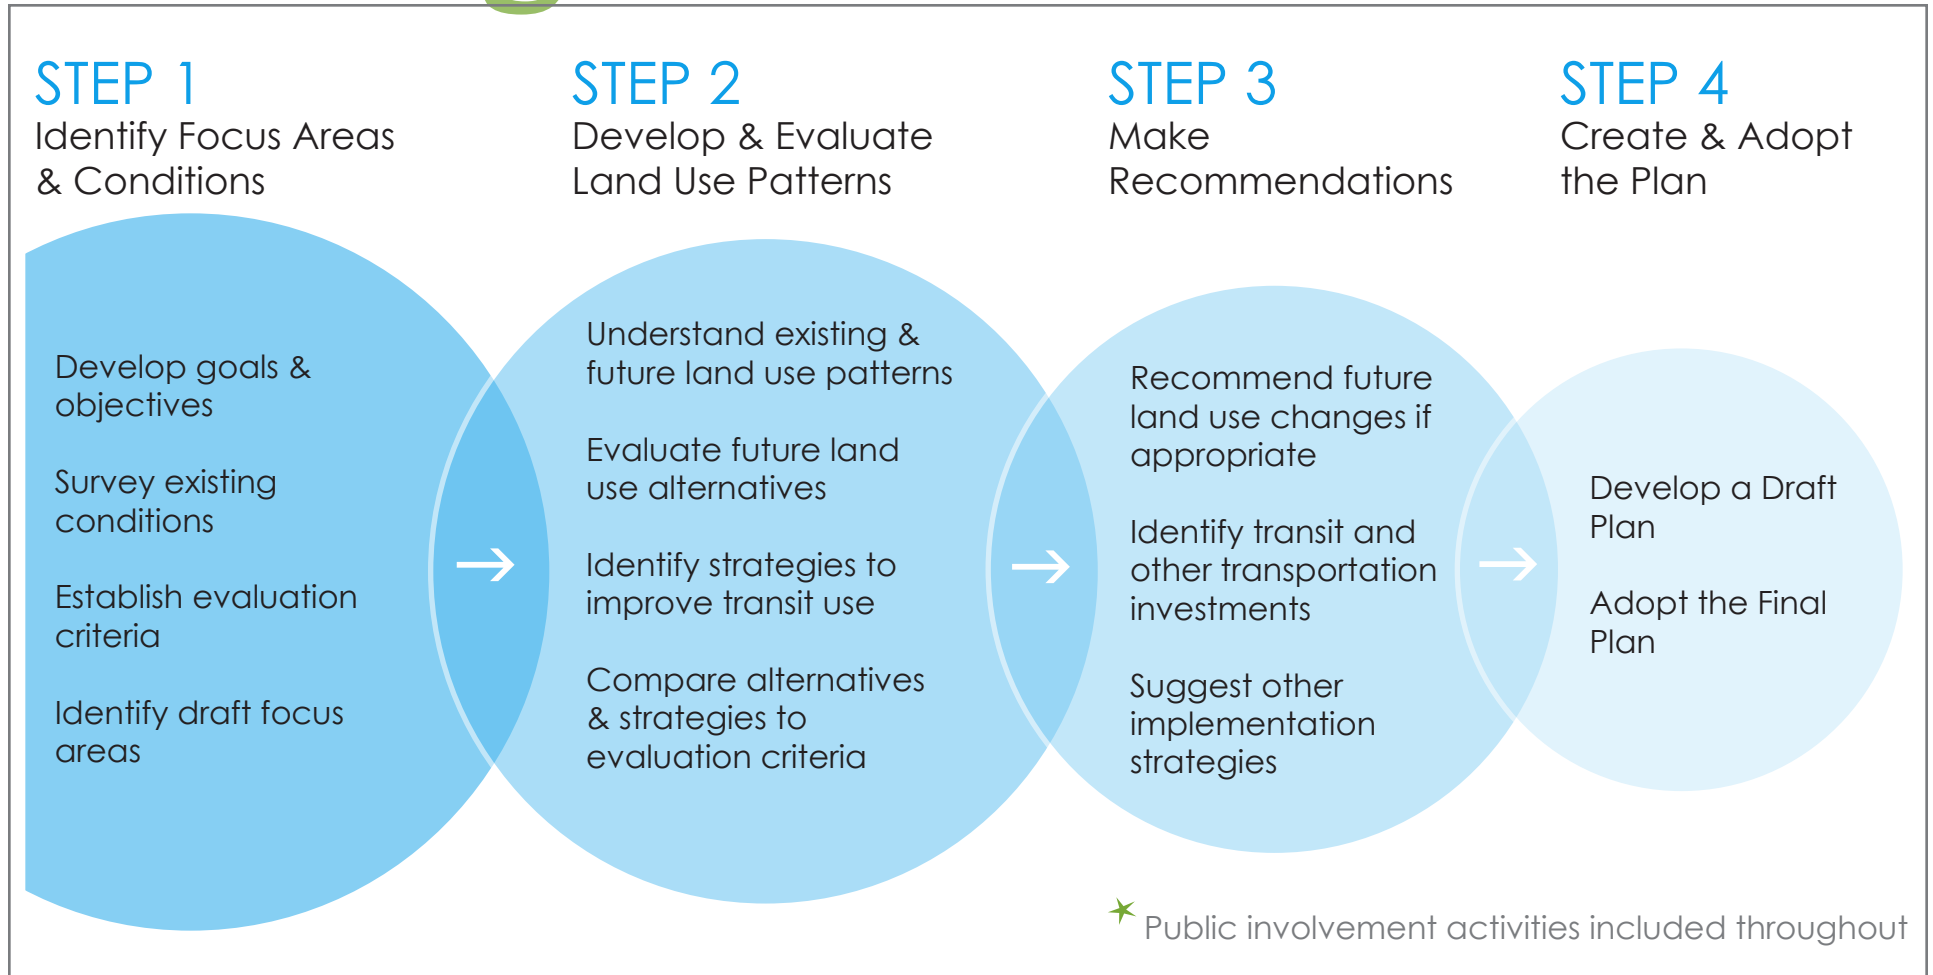 STEP 1
Identify Focus Areas
& Conditions
Develop goals &
objectives
Survey existing
conditions
Establish evaluation
criteria
Identify draft focus
areas
STEP 2
Develop & Evaluate
Land Use Patterns
Understand existing &
future land use patterns
Evaluate future land
use alternatives
Identify strategies to
improve transit use
Compare alternatives
& strategies to
evaluation criteria
STEP 3
Make
Recommendations
Recommend future
land use changes if
appropriate
Identify transit and
other transportation
investments
Suggest other
implementation
strategies
STEP 4
Create & Adopt
the Plan
Develop a Draft
Plan
Adopt the Final
Plan
Public involvement activities included throughout